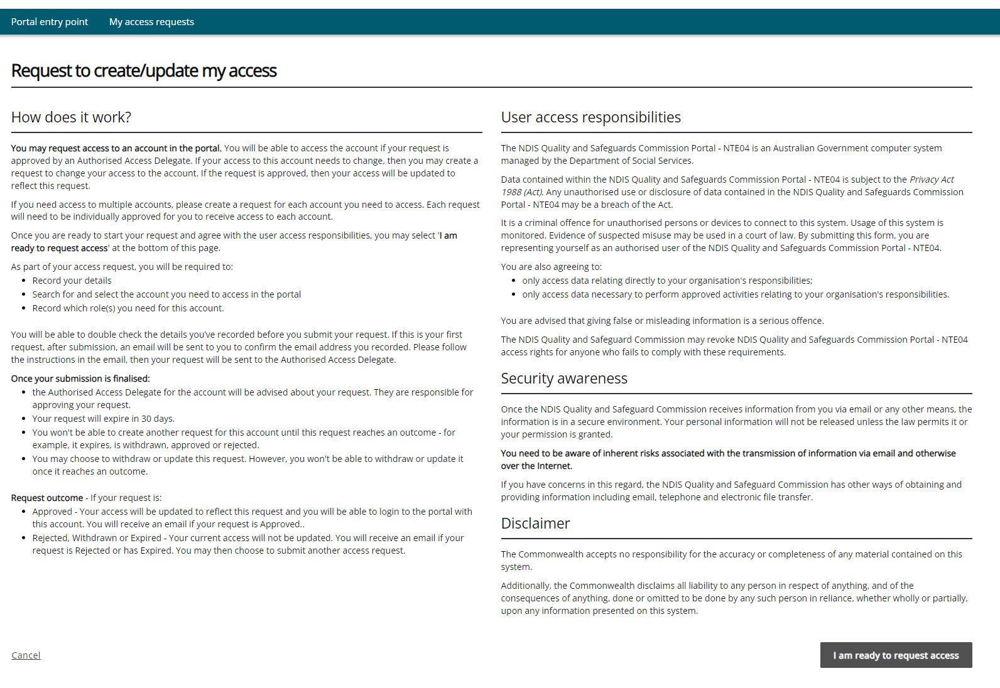 Portal entry point
My access requests
Request to create/update my access
How does it work?
You may request access to an account in the portal. You will be able to access the account if your request is
approved by an Authorised Access Delegate. If your access to this account needs to change, then you may create a
request to change your access to the account. If the request is approved, then your access will be updated to
reflect this request.
If you need access to multiple accounts, please create a request for each account you need to access. Each request
will need to be individually approved for you to receive access to each account.
Once you are ready to start your request and agree with the user access responsibilities, you may select 'I am
ready to request access' at the bottom of this page.
As part of your access request, you will be required to:
• Record your details
• Search for and select the account you need to access in the portal
• Record which role(s) you need for this account.
You will be able to double check the details you’ve recorded before you submit your request. If this is your first
request, after submission, an email will be sent to you to confirm the email address you recorded. Please follow
the instructions in the email, then your request will be sent to the Authorised Access Delegate.
Once your submission is finalised:
• the Authorised Access Delegate for the account will be advised about your request. They are responsible for
approving your request.
• Your request will expire in 30 days.
• You won't be able to create another request for this account until this request reaches an outcome - for
example, it expires, is withdrawn, approved or rejected.
• You may choose to withdraw or update this request. However, you won't be able to withdraw or update it
once it reaches an outcome.
Request outcome - If your request is:
• Approved - Your access will be updated to reflect this request and you will be able to login to the portal with
this account. You will receive an email if your request is Approved..
• Rejected, Withdrawn or Expired - Your current access will not be updated. You will receive an email if your
request is Rejected or has Expired. You may then choose to submit another access request.
User access responsibilities
The NDIS Quality and Safeguards Commission Portal - NTE04 is an Australian Government computer system
managed by the Department of Social Services.
Data contained within the NDIS Quality and Safeguards Commission Portal - NTE04 is subject to the Privacy Act
1988 (Act). Any unauthorised use or disclosure of data contained in the NDIS Quality and Safeguards Commission
Portal - NTE04 may be a breach of the Act.
It is a criminal offence for unauthorised persons or devices to connect to this system. Usage of this system is
monitored. Evidence of suspected misuse may be used in a court of law. By submitting this form, you are
representing yourself as an authorised user of the NDIS Quality and Safeguards Commission Portal - NTE04.
You are also agreeing to:
• only access data relating directly to your organisation's responsibilities;
• only access data necessary to perform approved activities relating to your organisation's responsibilities.
You are advised that giving false or misleading information is a serious offence.
The NDIS Quality and Safeguard Commission may revoke NDIS Quality and Safeguards Commission Portal - NTE04
access rights for anyone who fails to comply with these requirements.
Security awareness
Once the NDIS Quality and Safeguard Commission receives information from you via email or any other means, the
information is in a secure environment. Your personal information will not be released unless the law permits it or
your permission is granted.
You need to be aware of inherent risks associated with the transmission of information via email and otherwise
over the Internet.
If you have concerns in this regard, the NDIS Quality and Safeguard Commission has other ways of obtaining and
providing information including email, telephone and electronic file transfer.
Disclaimer
The Commonwealth accepts no responsibility for the accuracy or completeness of any material contained on this
system.
Additionally, the Commonwealth disclaims all liability to any person in respect of anything, and of the
consequences of anything, done or omitted to be done by any such person in reliance, whether wholly or partially,
upon any information presented on this system.
Cancel
I am ready to request access